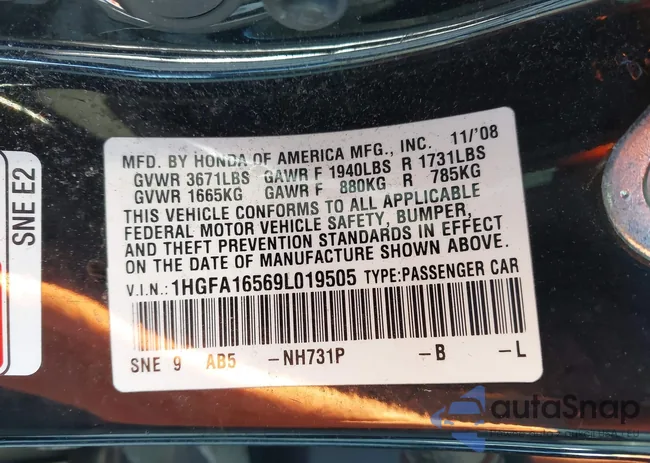 MFD. BY HONDA OF AMERICA MFG., INC. 11/'08
GVWR 3671LBS GAWR F 1940LBS R 1731LBS
GVWR 1665KG GAWR F 880KG R 785KG
THIS VEHICLE CONFORMS TO ALL APPLICABLE
FEDERAL MOTOR VEHICLE SAFETY, BUMPER,
AND THEFT PREVENTION STANDARDS IN EFFECT
ON THE DATE OF MANUFACTURE SHOWN ABOVE.
V.I.N.: 1HGFA16569L019505 TYPE:PASSENGER CAR
SNE 9 AB5 -NH731P -B -L
SNE E2
autoSnap